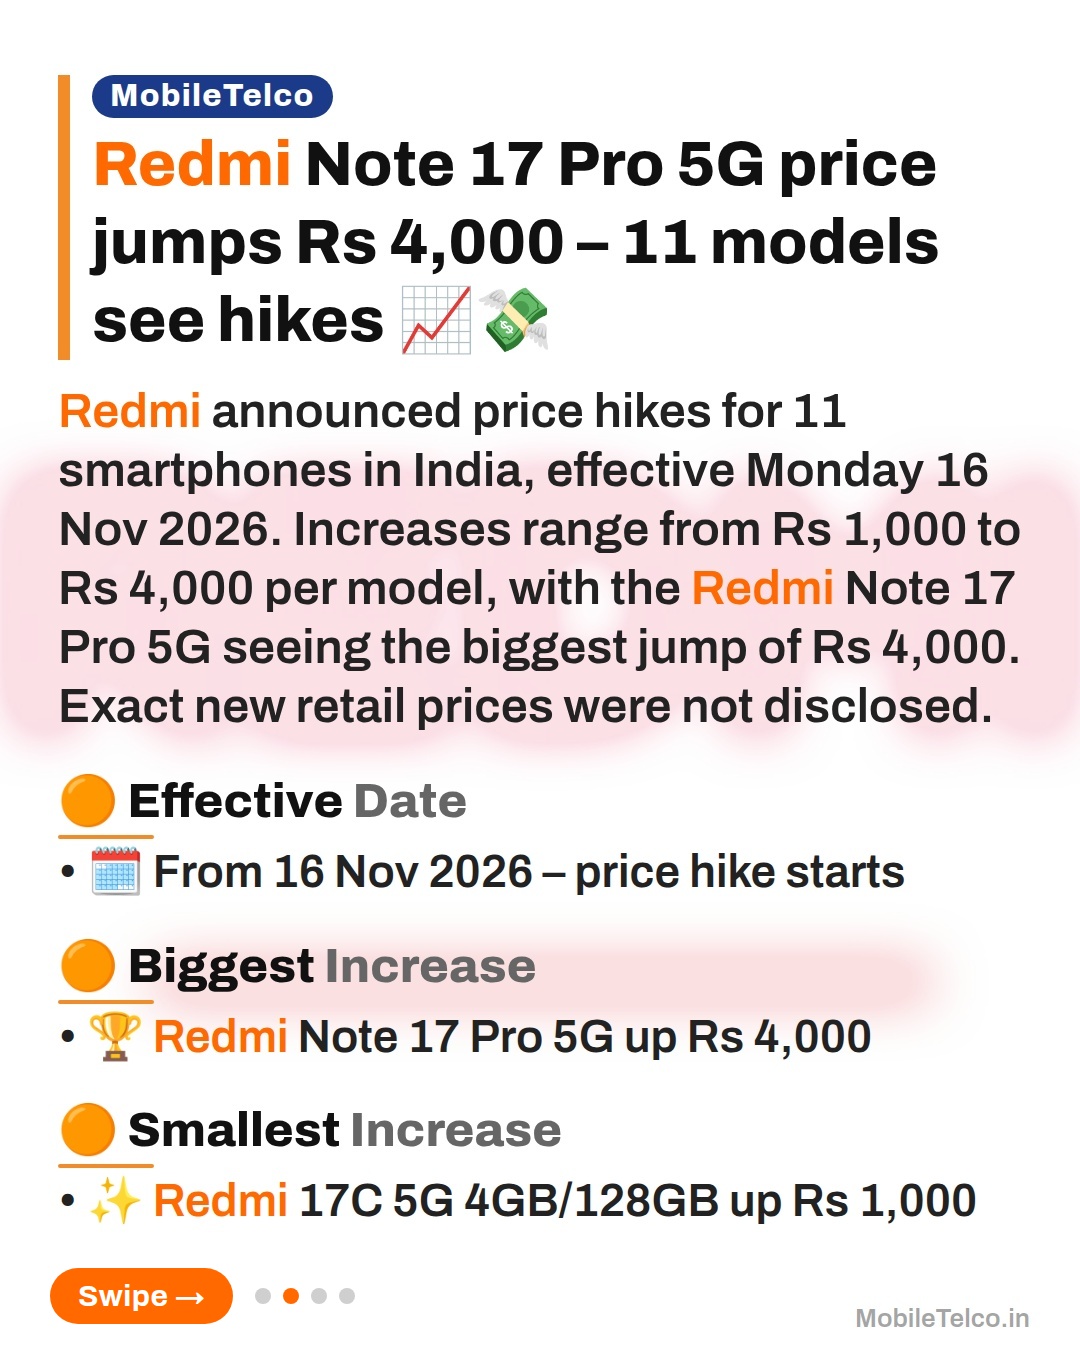 MobileTelco
Redmi Note 17 Pro 5G price
jumps Rs 4,000 – 11 models
see hikes 📈💸
Redmi announced price hikes for 11
smartphones in India, effective Monday 16
Nov 2026. Increases range from Rs 1,000 to
Rs 4,000 per model, with the Redmi Note 17
Pro 5G seeing the biggest jump of Rs 4,000.
Exact new retail prices were not disclosed.
🟠 Effective Date
• 🗓️ From 16 Nov 2026 – price hike starts
🟠 Biggest Increase
• 🏆 Redmi Note 17 Pro 5G up Rs 4,000
🟠 Smallest Increase
• ✨ Redmi 17C 5G 4GB/128GB up Rs 1,000
Swipe →
MobileTelco.in